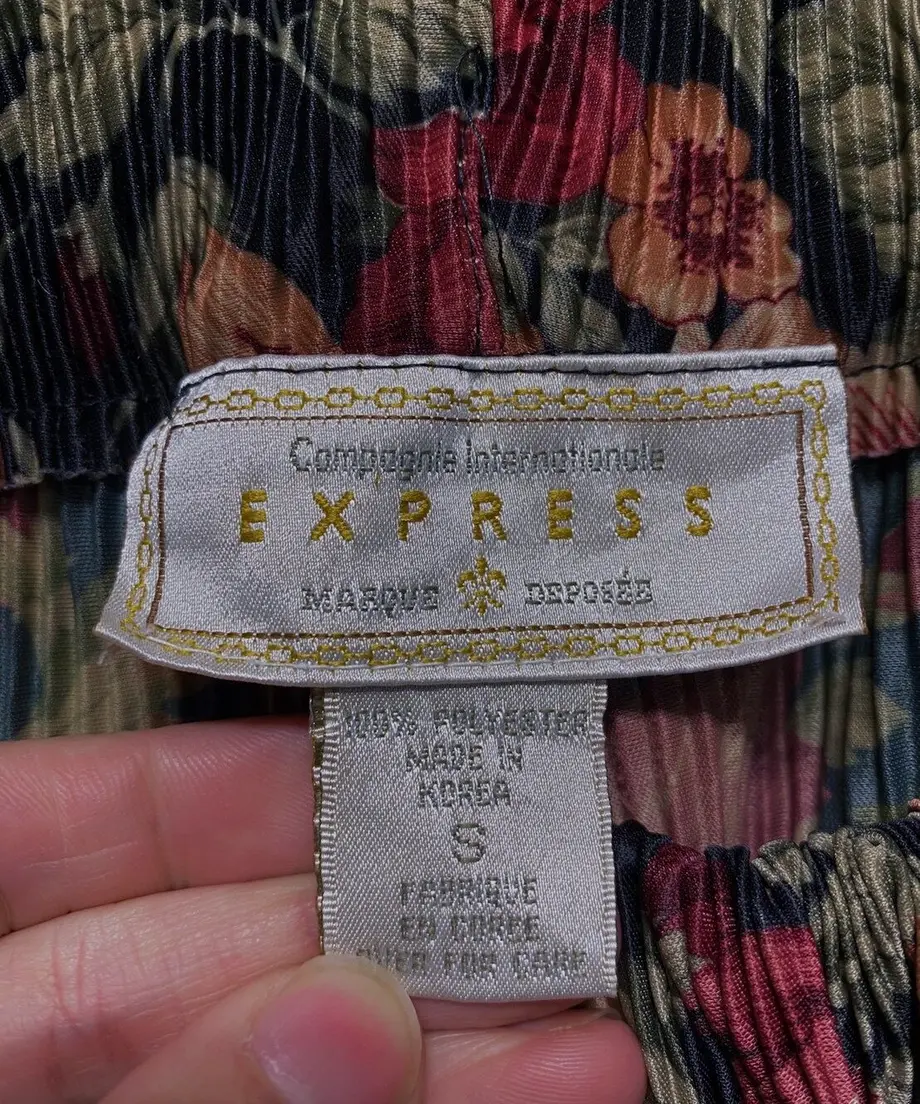 Compagnie Internationale
EXPRESS
MARQUE DEPOSÉE
100% POLYESTER
MADE IN
KOREA
S
FABRIQUE
EN COREE
OVER FOR CARE